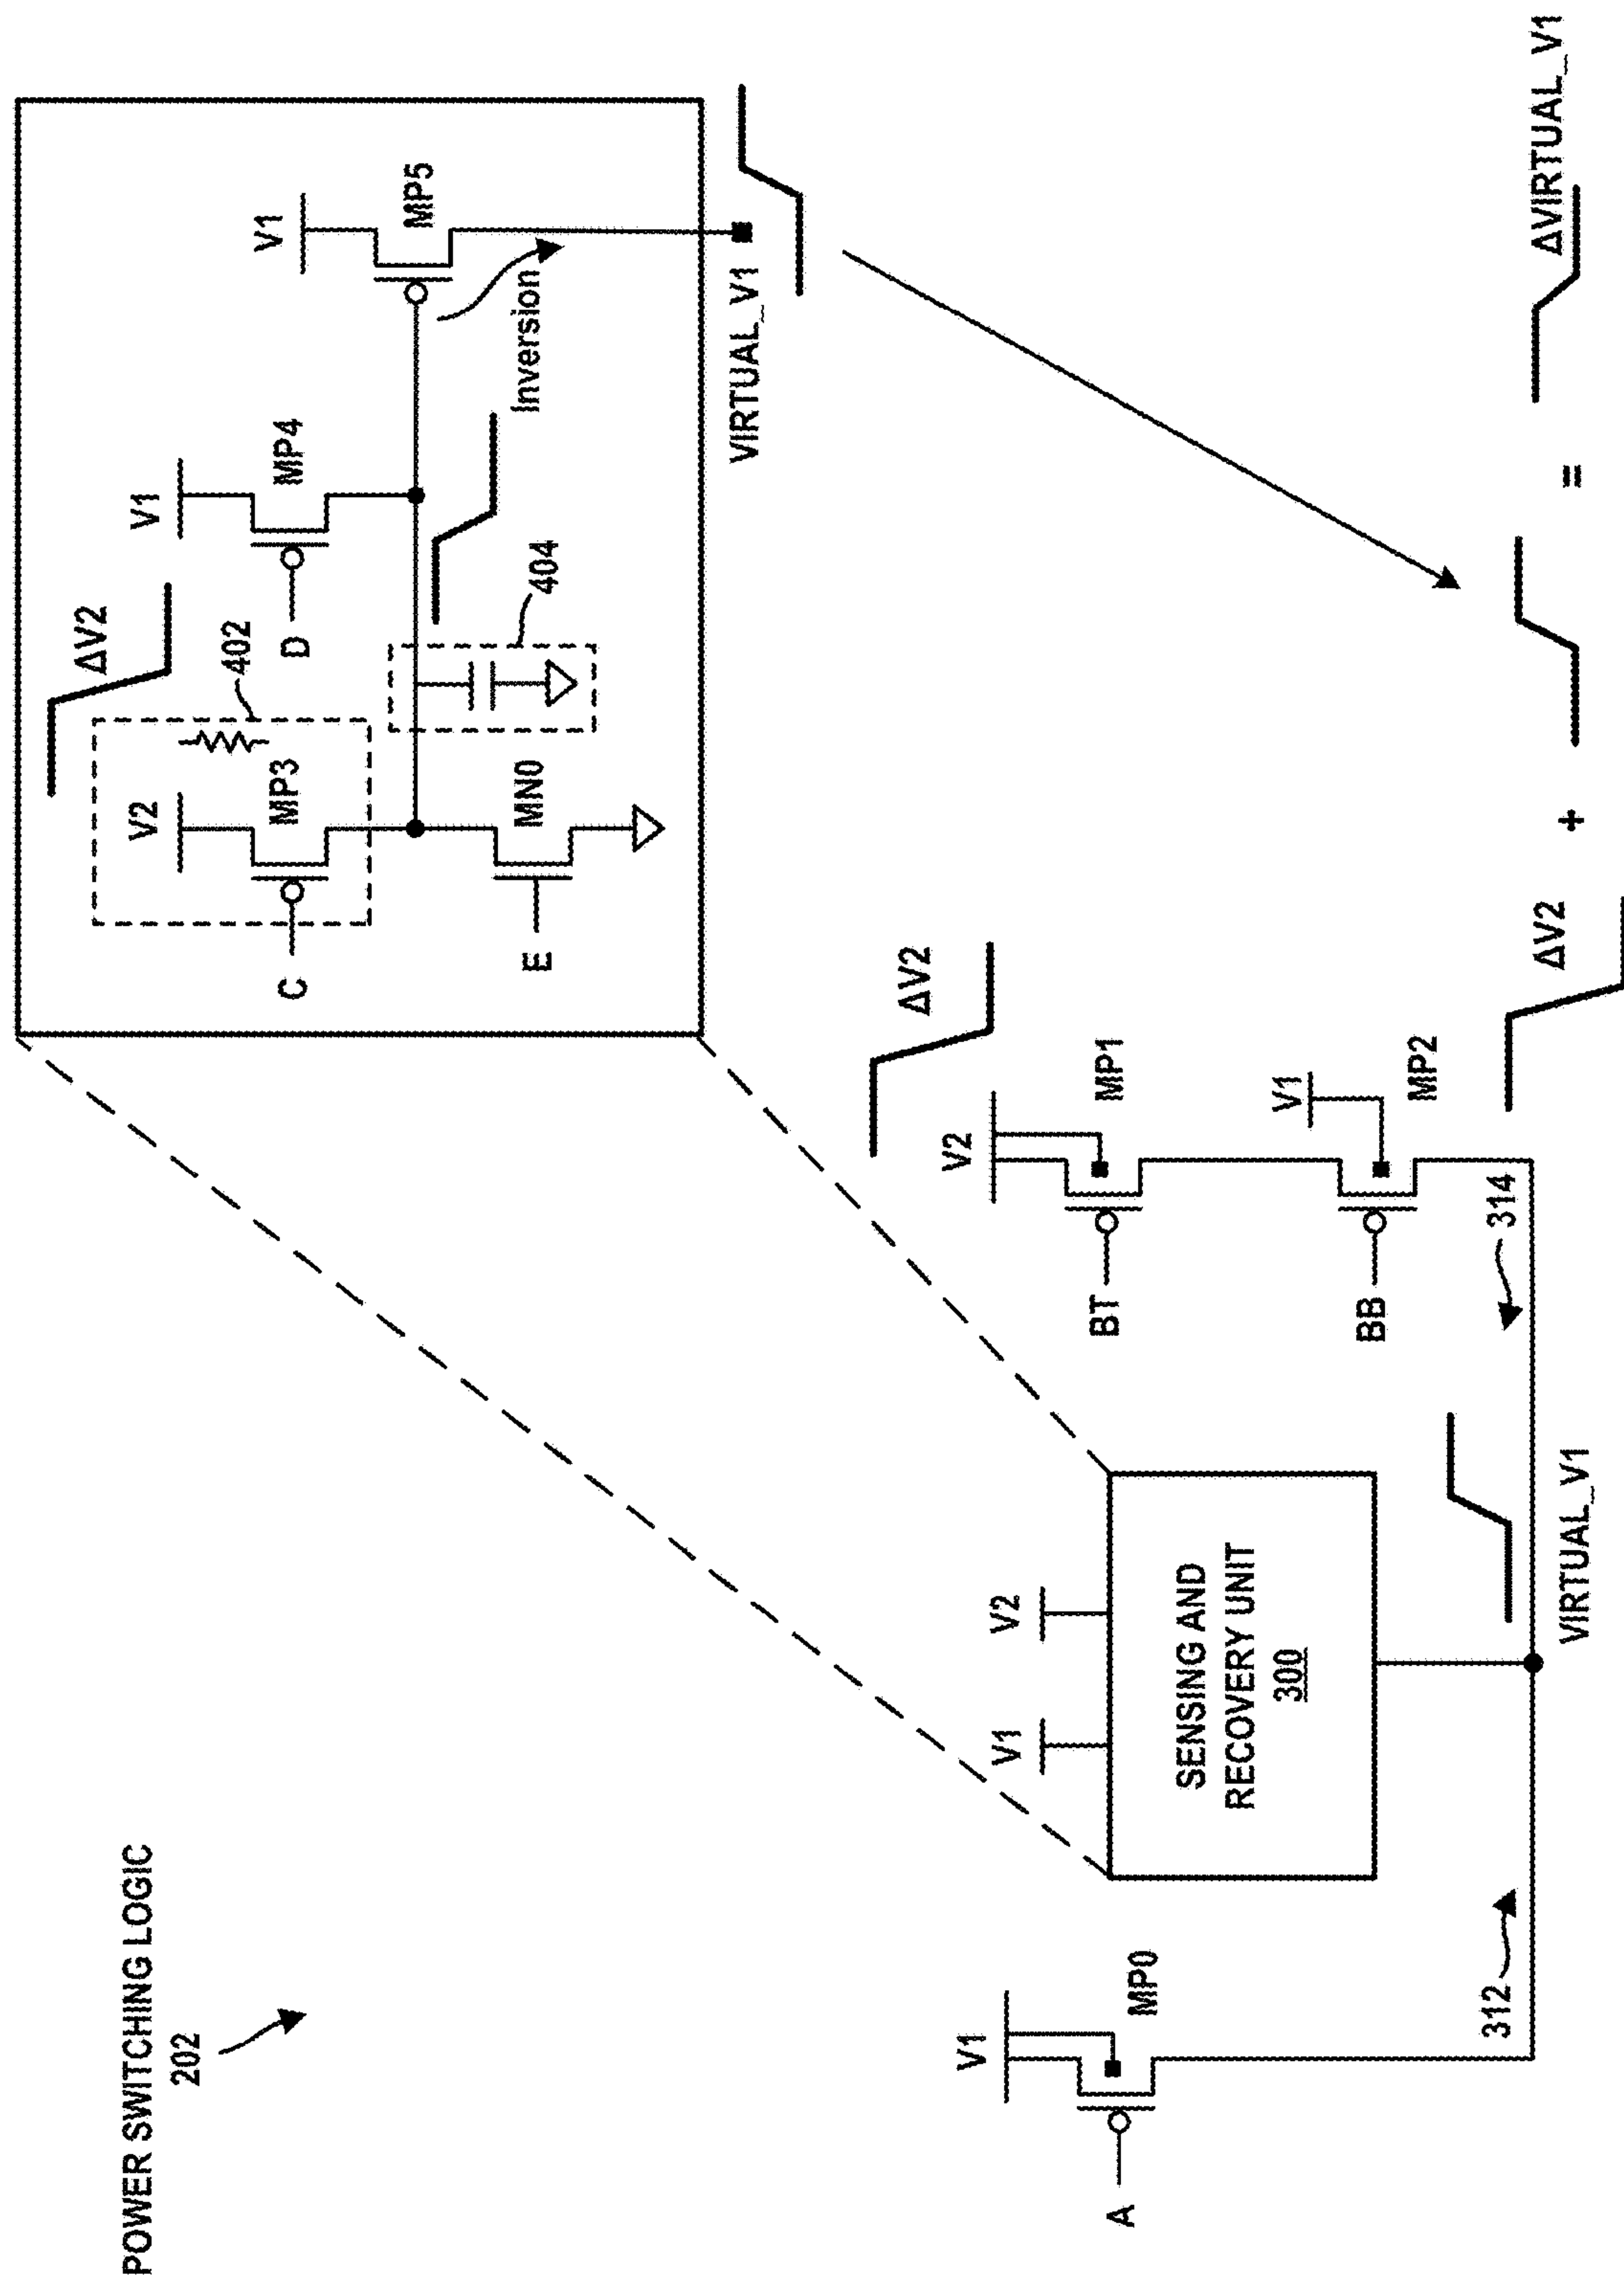 POWER SWITCHING LOGIC
202
ΔV2
V2
MP3
402
C
V1
MP4
D
V1
MP5
E
MN0
404
Inversion
VIRTUAL_V1
V1
MP0
A
312
V1
V2
SENSING AND
RECOVERY UNIT
300
VIRTUAL_V1
V2
ΔV2
MP1
BT
V1
MP2
BB
314
ΔV2
+
=
ΔVIRTUAL_V1